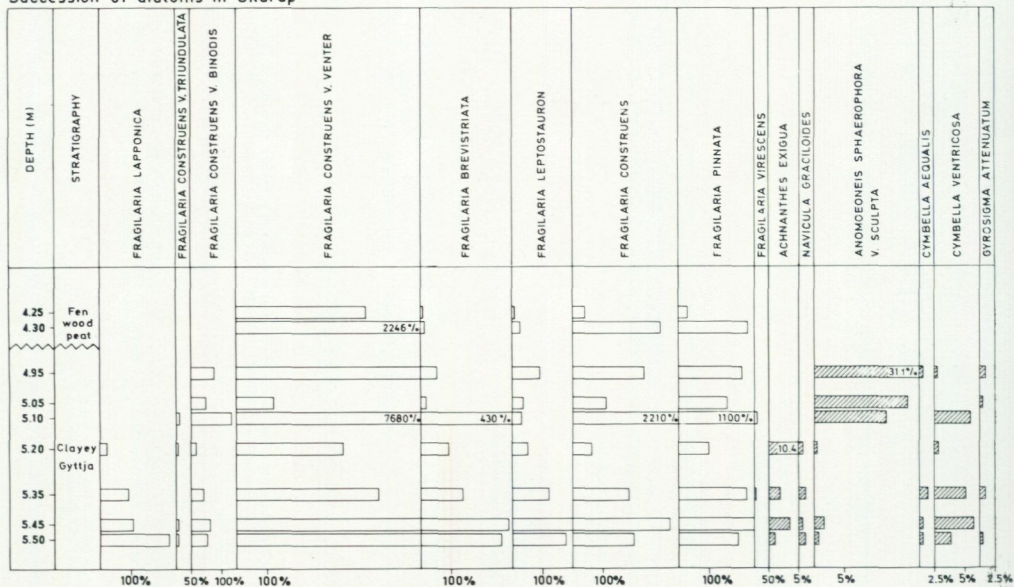 Succession of diatoms in Skurup
DEPTH (M)
STRATIGRAPHY
FRAGILARIA LAPPONICA
FRAGILARIA CONSTRUENS V. TRIUNDULATA
FRAGILARIA CONSTRUENS V. BINODIS
FRAGILARIA CONSTRUENS V. VENTER
FRAGILARIA BREVISTRIATA
FRAGILARIA LEPTOSTAURON
FRAGILARIA CONSTRUENS
FRAGILARIA PINNATA
FRAGILARIA VIRESCENS
ACHNANTHES EXIGUA
NAVICULA GRACILOIDES
ANOMOEONEIS SPHAEROPHORA
V. SCULPTA
CYMBELLA AEQUALIS
CYMBELLA VENTRICOSA
GYROSIGMA ATTENUATUM
4.25 Fen
wood
4.30 2246%
peat
4.95 31.1%
5.05
5.10 7680% 430% 2210% 1100%
5.20 Clayey 10.4
Gyttja
5.35
5.45
5.50
100% 50% 100% 100% 100% 100% 100% 100% 50% 5% 5% 2.5% 5% 2.5%